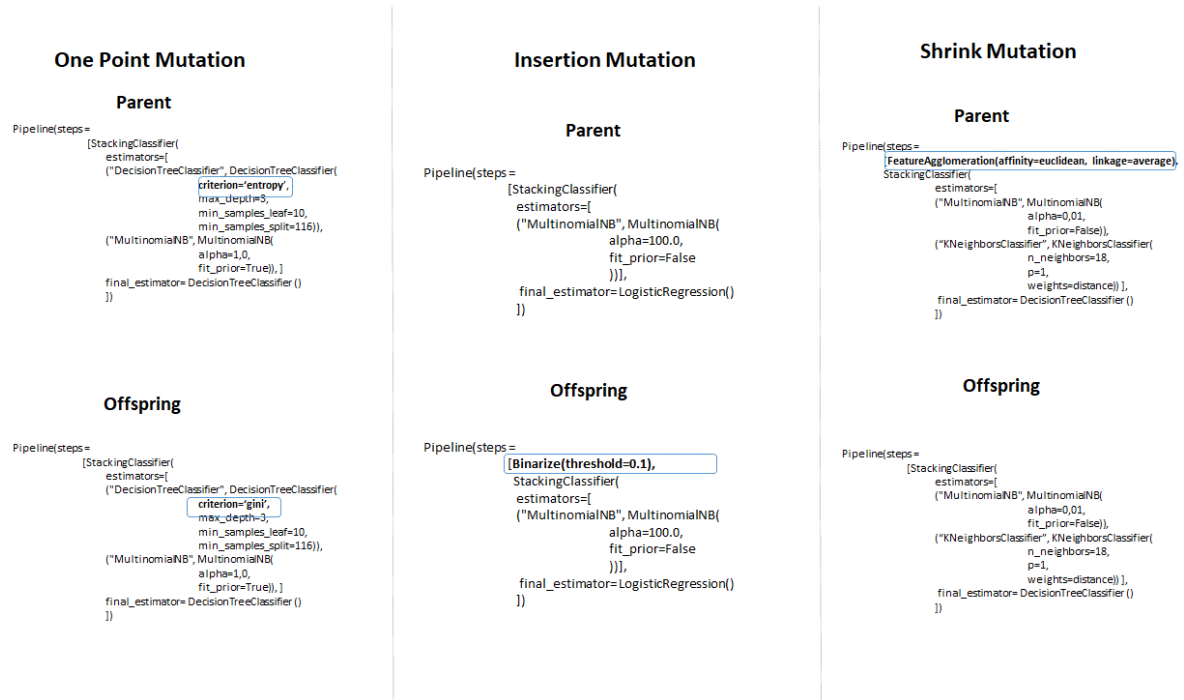 One Point Mutation
Parent
Pipeline(steps=
[StackingClassifier(
estimators=[
("DecisionTreeClassifier", DecisionTreeClassifier(
criterion='entropy',
max_depth=3,
min_samples_leaf=10,
min_samples_split=116)),
("MultinomialNB", MultinomialNB(
alpha=1,0,
fit_prior=True)), ]
final_estimator= DecisionTreeClassifier ()
])
Offspring
Pipeline(steps=
[StackingClassifier(
estimators=[
("DecisionTreeClassifier", DecisionTreeClassifier(
criterion='gini',
max_depth=3,
min_samples_leaf=10,
min_samples_split=116)),
("MultinomialNB", MultinomialNB(
alpha=1,0,
fit_prior=True)), ]
final_estimator= DecisionTreeClassifier ()
])
Insertion Mutation
Parent
Pipeline(steps=
[StackingClassifier(
estimators=[
("MultinomialNB", MultinomialNB(
alpha=100.0,
fit_prior=False
))],
final_estimator=LogisticRegression()
])
Offspring
Pipeline(steps=
[Binarize(threshold=0.1),
StackingClassifier(
estimators=[
("MultinomialNB", MultinomialNB(
alpha=100.0,
fit_prior=False
))],
final_estimator=LogisticRegression()
])
Shrink Mutation
Parent
Pipeline(steps=
[FeatureAgglomeration(affinity=euclidean, linkage=average),
StackingClassifier(
estimators=[
("MultinomialNB", MultinomialNB(
alpha=0,01,
fit_prior=False)),
("KNeighborsClassifier", KNeighborsClassifier(
n_neighbors=18,
p=1,
weights=distance)) ],
final_estimator= DecisionTreeClassifier ()
])
Offspring
Pipeline(steps=
[StackingClassifier(
estimators=[
("MultinomialNB", MultinomialNB(
alpha=0,01,
fit_prior=False)),
("KNeighborsClassifier", KNeighborsClassifier(
n_neighbors=18,
p=1,
weights=distance)) ],
final_estimator= DecisionTreeClassifier ()
])